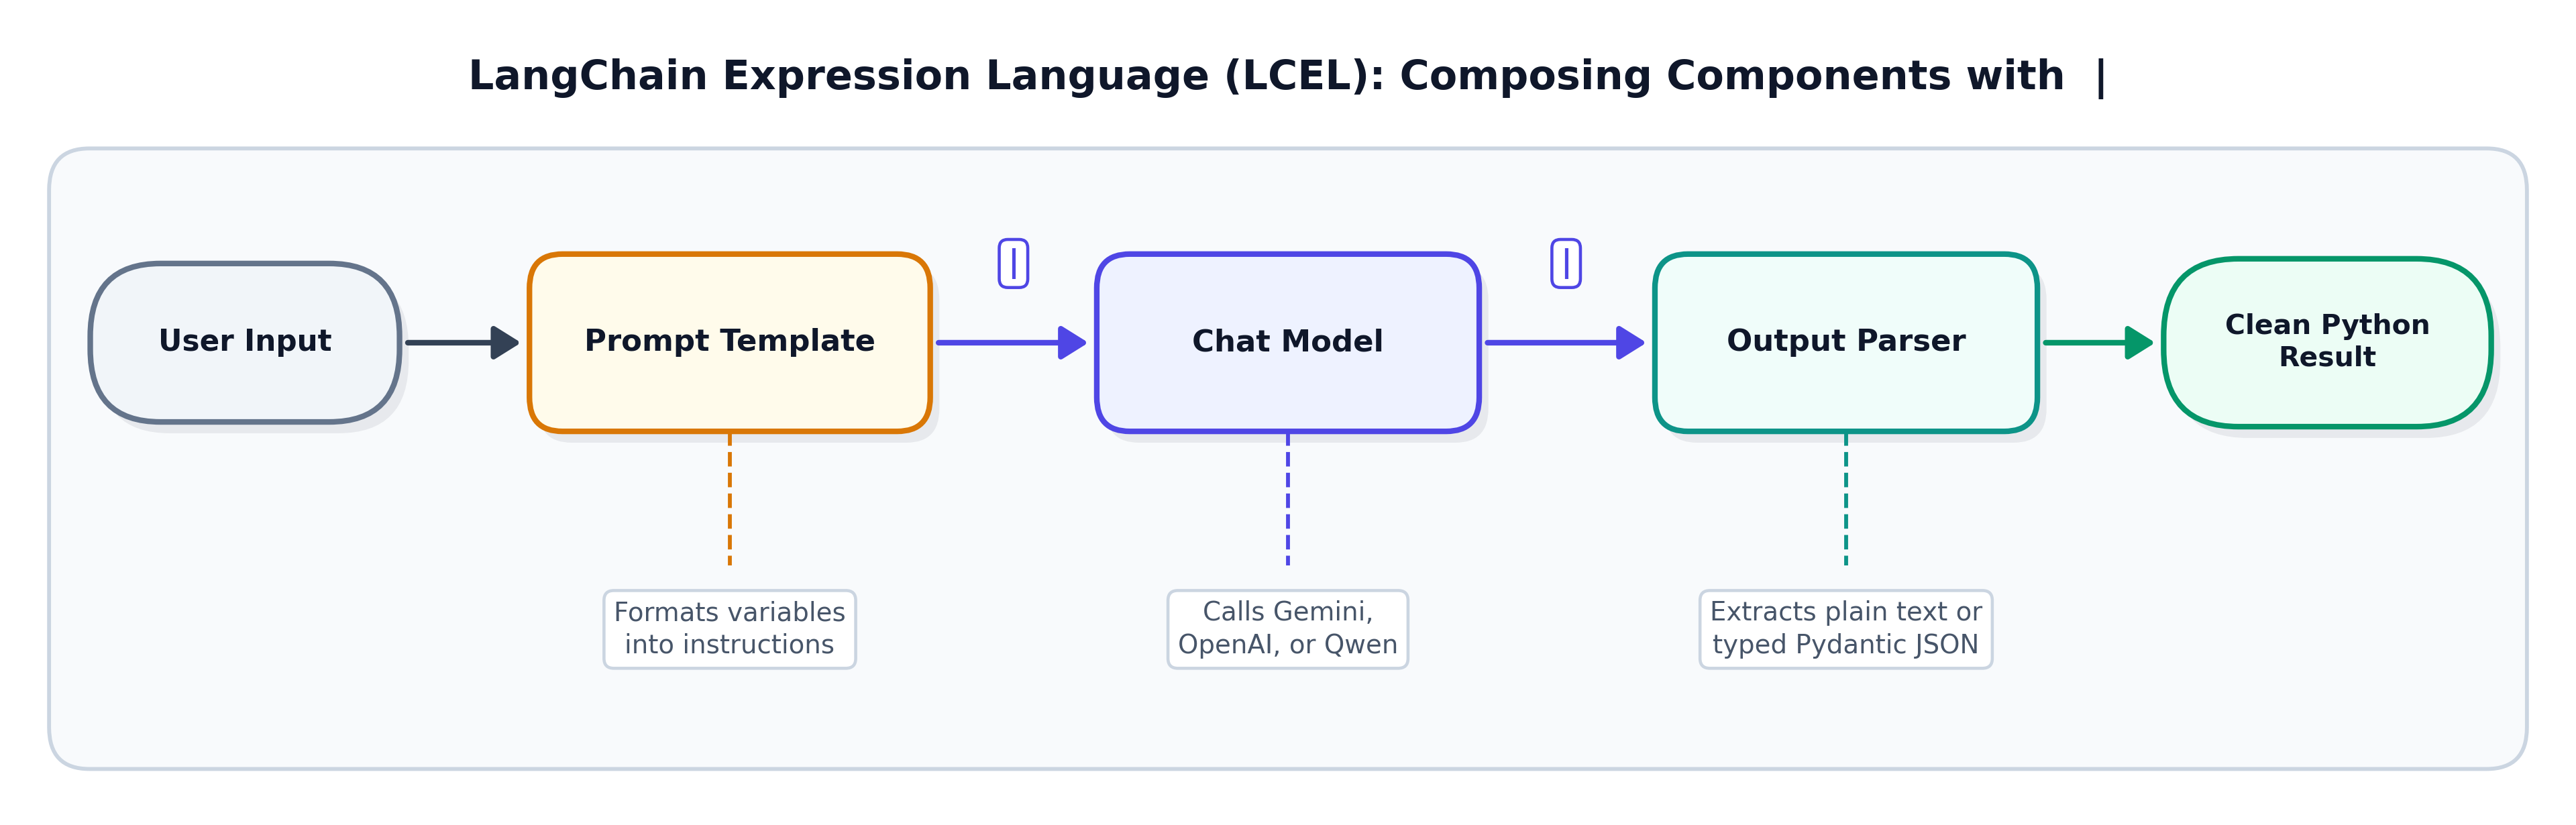 LangChain Expression Language (LCEL): Composing Components with |
User Input
Prompt Template
|
Chat Model
|
Output Parser
Clean Python
Result
Formats variables
into instructions
Calls Gemini,
OpenAI, or Qwen
Extracts plain text or
typed Pydantic JSON